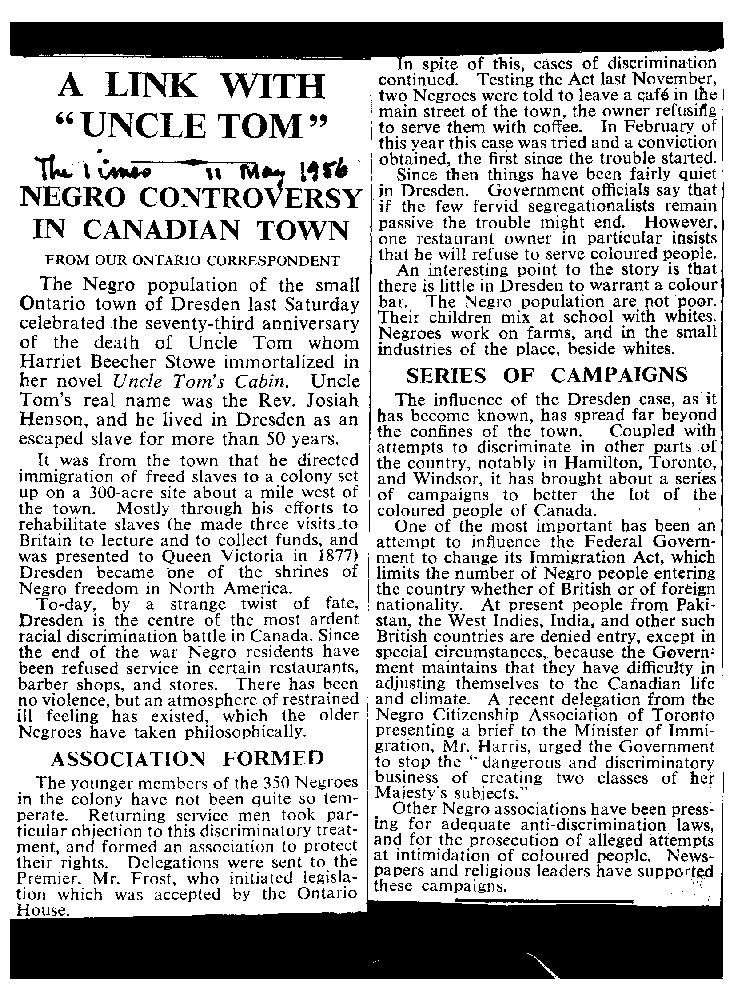 A LINK WITH
“UNCLE TOM”
The Times 11 May 1956
NEGRO CONTROVERSY
IN CANADIAN TOWN
FROM OUR ONTARIO CORRESPONDENT
The Negro population of the small
Ontario town of Dresden last Saturday
celebrated the seventy-third anniversary
of the death of Uncle Tom whom
Harriet Beecher Stowe immortalized in
her novel Uncle Tom's Cabin. Uncle
Tom's real name was the Rev. Josiah
Henson, and he lived in Dresden as an
escaped slave for more than 50 years.
It was from the town that he directed
immigration of freed slaves to a colony set
up on a 300-acre site about a mile west of
the town. Mostly through his efforts to
rehabilitate slaves (he made three visits to
Britain to lecture and to collect funds, and
was presented to Queen Victoria in 1877)
Dresden became one of the shrines of
Negro freedom in North America.
To-day, by a strange twist of fate,
Dresden is the centre of the most ardent
racial discrimination battle in Canada. Since
the end of the war Negro residents have
been refused service in certain restaurants,
barber shops, and stores. There has been
no violence, but an atmosphere of restrained
ill feeling has existed, which the older
Negroes have taken philosophically.
ASSOCIATION FORMED
The younger members of the 350 Negroes
in the colony have not been quite so tem-
perate. Returning service men took par-
ticular objection to this discriminatory treat-
ment, and formed an association to protect
their rights. Delegations were sent to the
Premier, Mr. Frost, who initiated legisla-
tion which was accepted by the Ontario
House.
In spite of this, cases of discrimination
continued. Testing the Act last November,
two Negroes were told to leave a café in the
main street of the town, the owner refusing
to serve them with coffee. In February of
this year this case was tried and a conviction
obtained, the first since the trouble started.
Since then things have been fairly quiet
in Dresden. Government officials say that
if the few fervid segregationalists remain
passive the trouble might end. However,
one restaurant owner in particular insists
that he will refuse to serve coloured people.
An interesting point to the story is that
there is little in Dresden to warrant a colour
bar. The Negro population are not poor.
Their children mix at school with whites.
Negroes work on farms, and in the small
industries of the place, beside whites.
SERIES OF CAMPAIGNS
The influence of the Dresden case, as it
has become known, has spread far beyond
the confines of the town. Coupled with
attempts to discriminate in other parts of
the country, notably in Hamilton, Toronto,
and Windsor, it has brought about a series
of campaigns to better the lot of the
coloured people of Canada.
One of the most important has been an
attempt to influence the Federal Govern-
ment to change its Immigration Act, which
limits the number of Negro people entering
the country whether of British or of foreign
nationality. At present people from Paki-
stan, the West Indies, India, and other such
British countries are denied entry, except in
special circumstances, because the Govern-
ment maintains that they have difficulty in
adjusting themselves to the Canadian life
and climate. A recent delegation from the
Negro Citizenship Association of Toronto
presenting a brief to the Minister of Immi-
gration, Mr. Harris, urged the Government
to stop the “dangerous and discriminatory
business of creating two classes of her
Majesty's subjects.”
Other Negro associations have been press-
ing for adequate anti-discrimination laws,
and for the prosecution of alleged attempts
at intimidation of coloured people. News-
papers and religious leaders have supported
these campaigns.